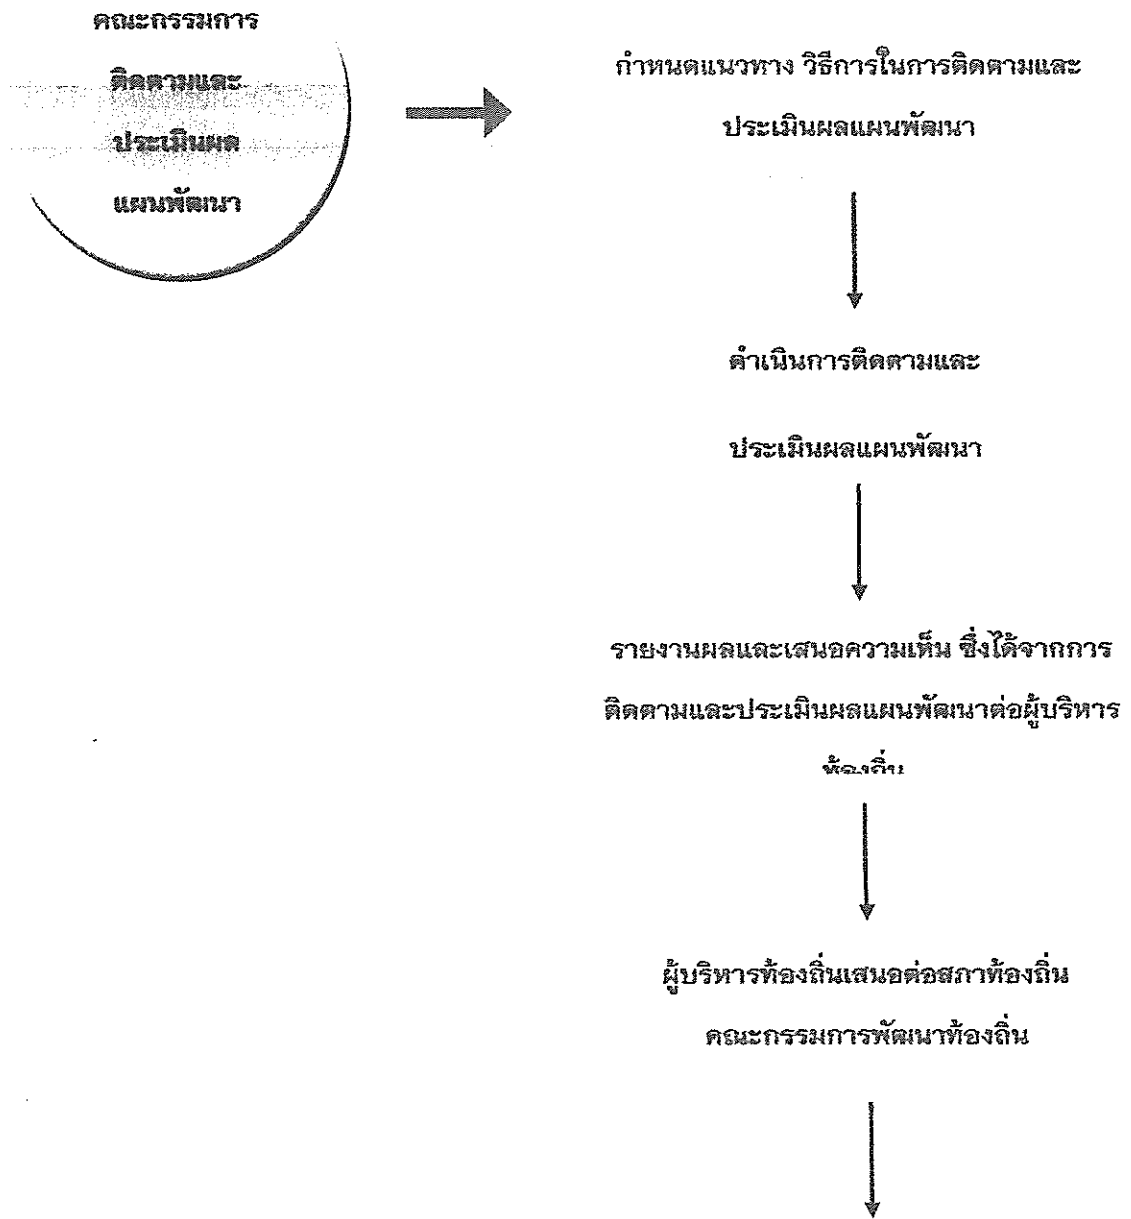 คณะกรรมการ
ติดตามและ
ประเมินผล
แผนพัฒนา
กำหนดแนวทาง วิธีการในการติดตามและ
ประเมินผลแผนพัฒนา
ดำเนินการติดตามและ
ประเมินผลแผนพัฒนา
รายงานผลและเสนอความเห็น ซึ่งได้จากการ
ติดตามและประเมินผลแผนพัฒนาต่อผู้บริหาร
ท้องถิ่น
ผู้บริหารท้องถิ่นเสนอต่อสภาท้องถิ่น
คณะกรรมการพัฒนาท้องถิ่น